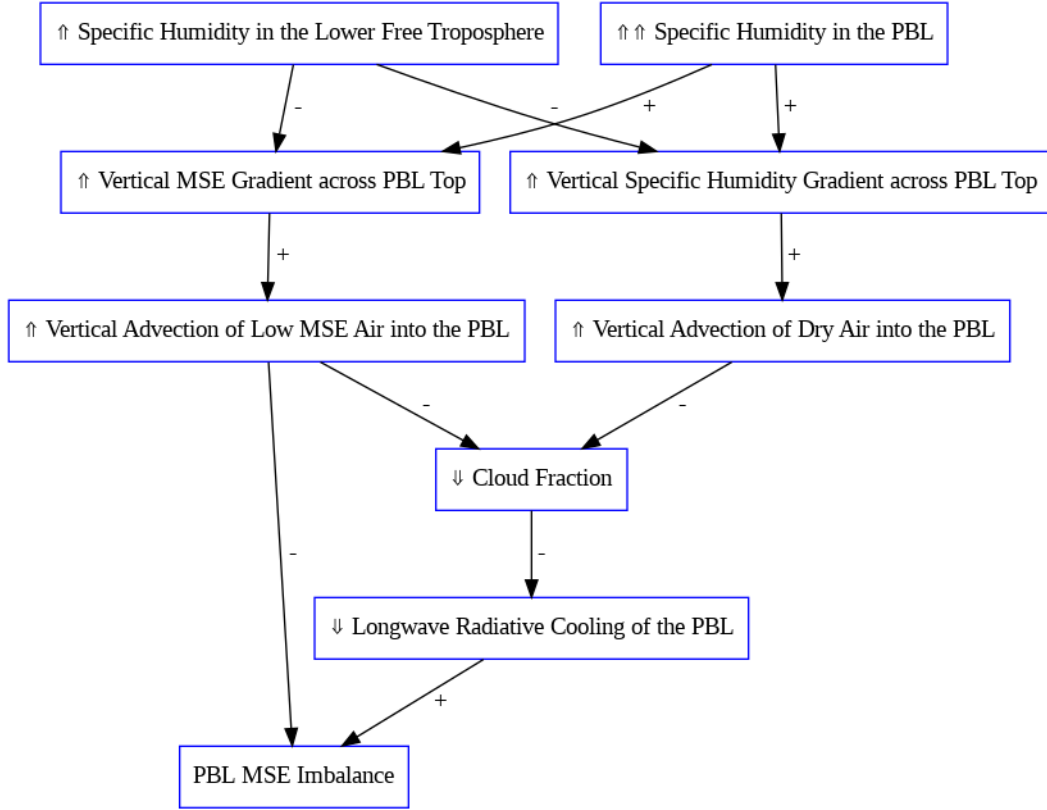 ⇑ Specific Humidity in the Lower Free Troposphere
⇑⇑ Specific Humidity in the PBL
-
-
+
+
⇑ Vertical MSE Gradient across PBL Top
⇑ Vertical Specific Humidity Gradient across PBL Top
+
+
⇑ Vertical Advection of Low MSE Air into the PBL
⇑ Vertical Advection of Dry Air into the PBL
-
-
⇓ Cloud Fraction
-
-
⇓ Longwave Radiative Cooling of the PBL
+
PBL MSE Imbalance